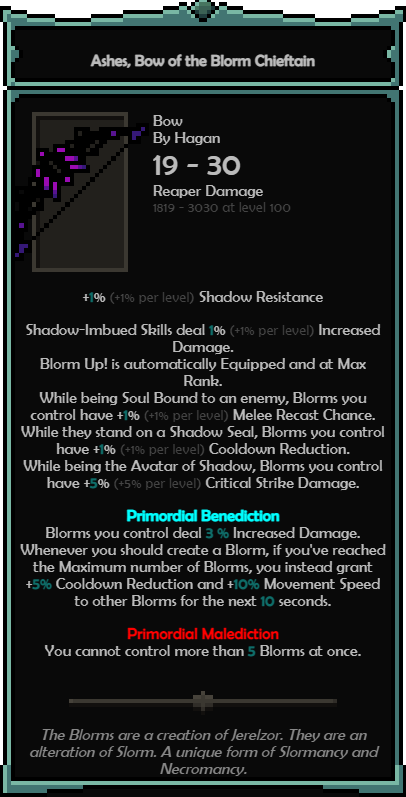 Ashes, Bow of the Blorm Chieftain
Bow
By Hagan
19 - 30
Reaper Damage
1819 - 3030 at level 100
+1% (+1% per level) Shadow Resistance
Shadow-Imbued Skills deal 1% (+1% per level) Increased
Damage.
Blorm Up! is automatically Equipped and at Max
Rank.
While being Soul Bound to an enemy, Blorms you
control have +1% (+1% per level) Melee Recast Chance.
While they stand on a Shadow Seal, Blorms you control
have +1% (+1% per level) Cooldown Reduction.
While being the Avatar of Shadow, Blorms you control
have +5% (+5% per level) Critical Strike Damage.
Primordial Benediction
Blorms you control deal 3 % Increased Damage.
Whenever you should create a Blorm, if you've reached
the Maximum number of Blorms, you instead grant
+5% Cooldown Reduction and +10% Movement Speed
to other Blorms for the next 10 seconds.
Primordial Malediction
You cannot control more than 5 Blorms at once.
The Blorms are a creation of Jerelzor. They are an
alteration of Slorm. A unique form of Slormancy and
Necromancy.